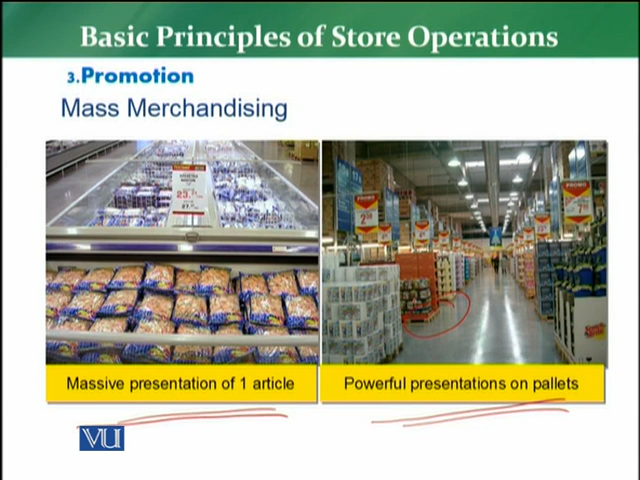 Basic Principles of Store Operations
3.Promotion
Mass Merchandising
PROMO
Massive presentation of 1 article
Powerful presentations on pallets
VU